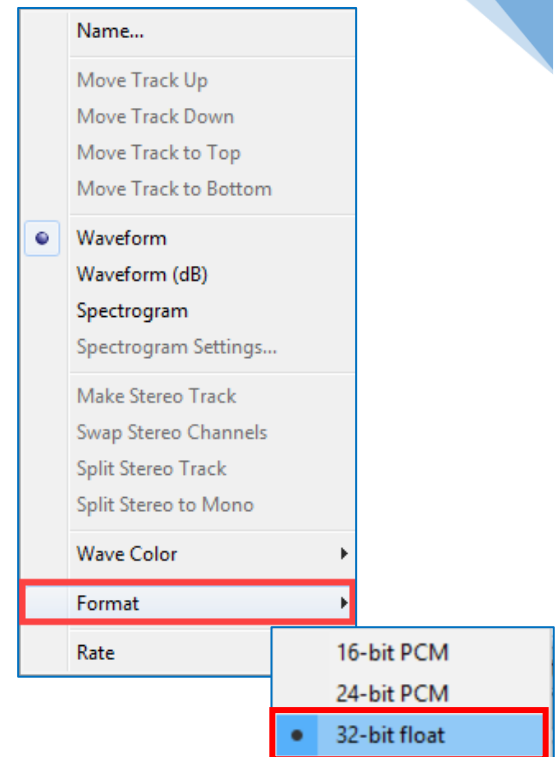 Name...
Move Track Up
Move Track Down
Move Track to Top
Move Track to Bottom
Waveform
Waveform (dB)
Spectrogram
Spectrogram Settings...
Make Stereo Track
Swap Stereo Channels
Split Stereo Track
Split Stereo to Mono
Wave Color
Format
Rate
16-bit PCM
24-bit PCM
32-bit float